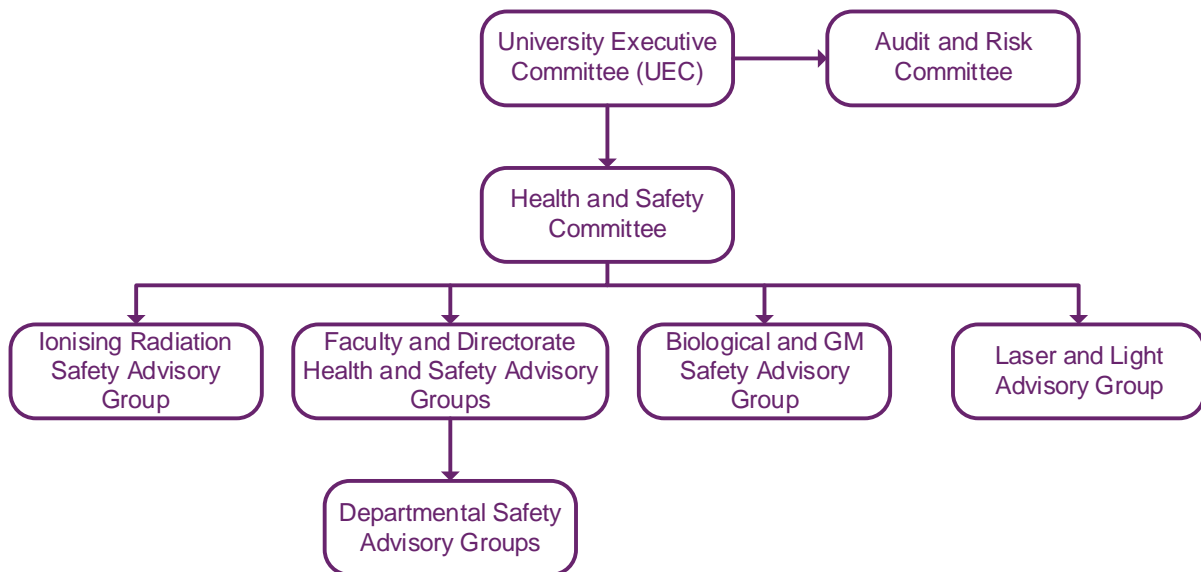 University Executive
Committee (UEC)
Audit and Risk
Committee
Health and Safety
Committee
Ionising Radiation
Safety Advisory
Group
Faculty and Directorate
Health and Safety Advisory
Groups
Biological and GM
Safety Advisory
Group
Laser and Light
Advisory Group
Departmental Safety
Advisory Groups